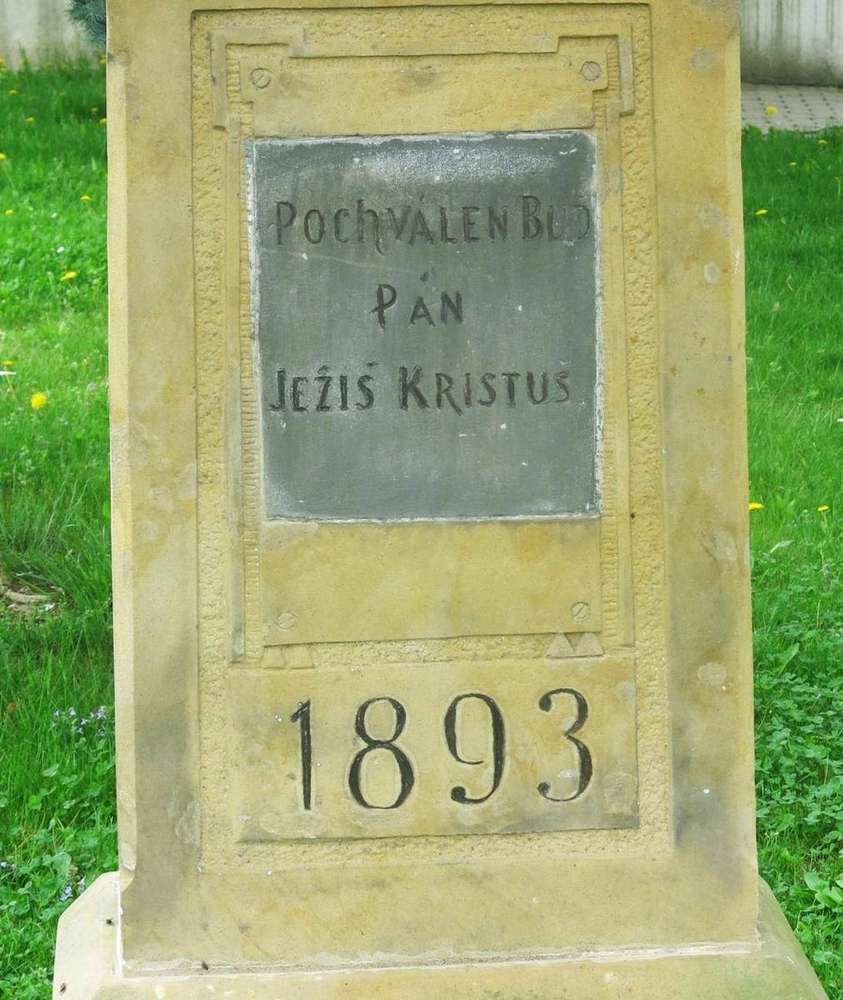 POCHVÁLEN BUĎ
PÁN
JEŽIŠ KRISTUS
1893